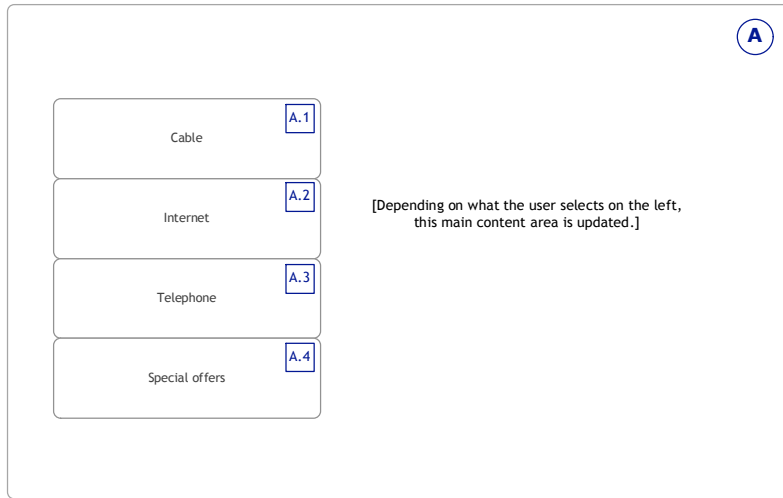 A
A.1
Cable
A.2
Internet
[Depending on what the user selects on the left,
this main content area is updated.]
A.3
Telephone
A.4
Special offers